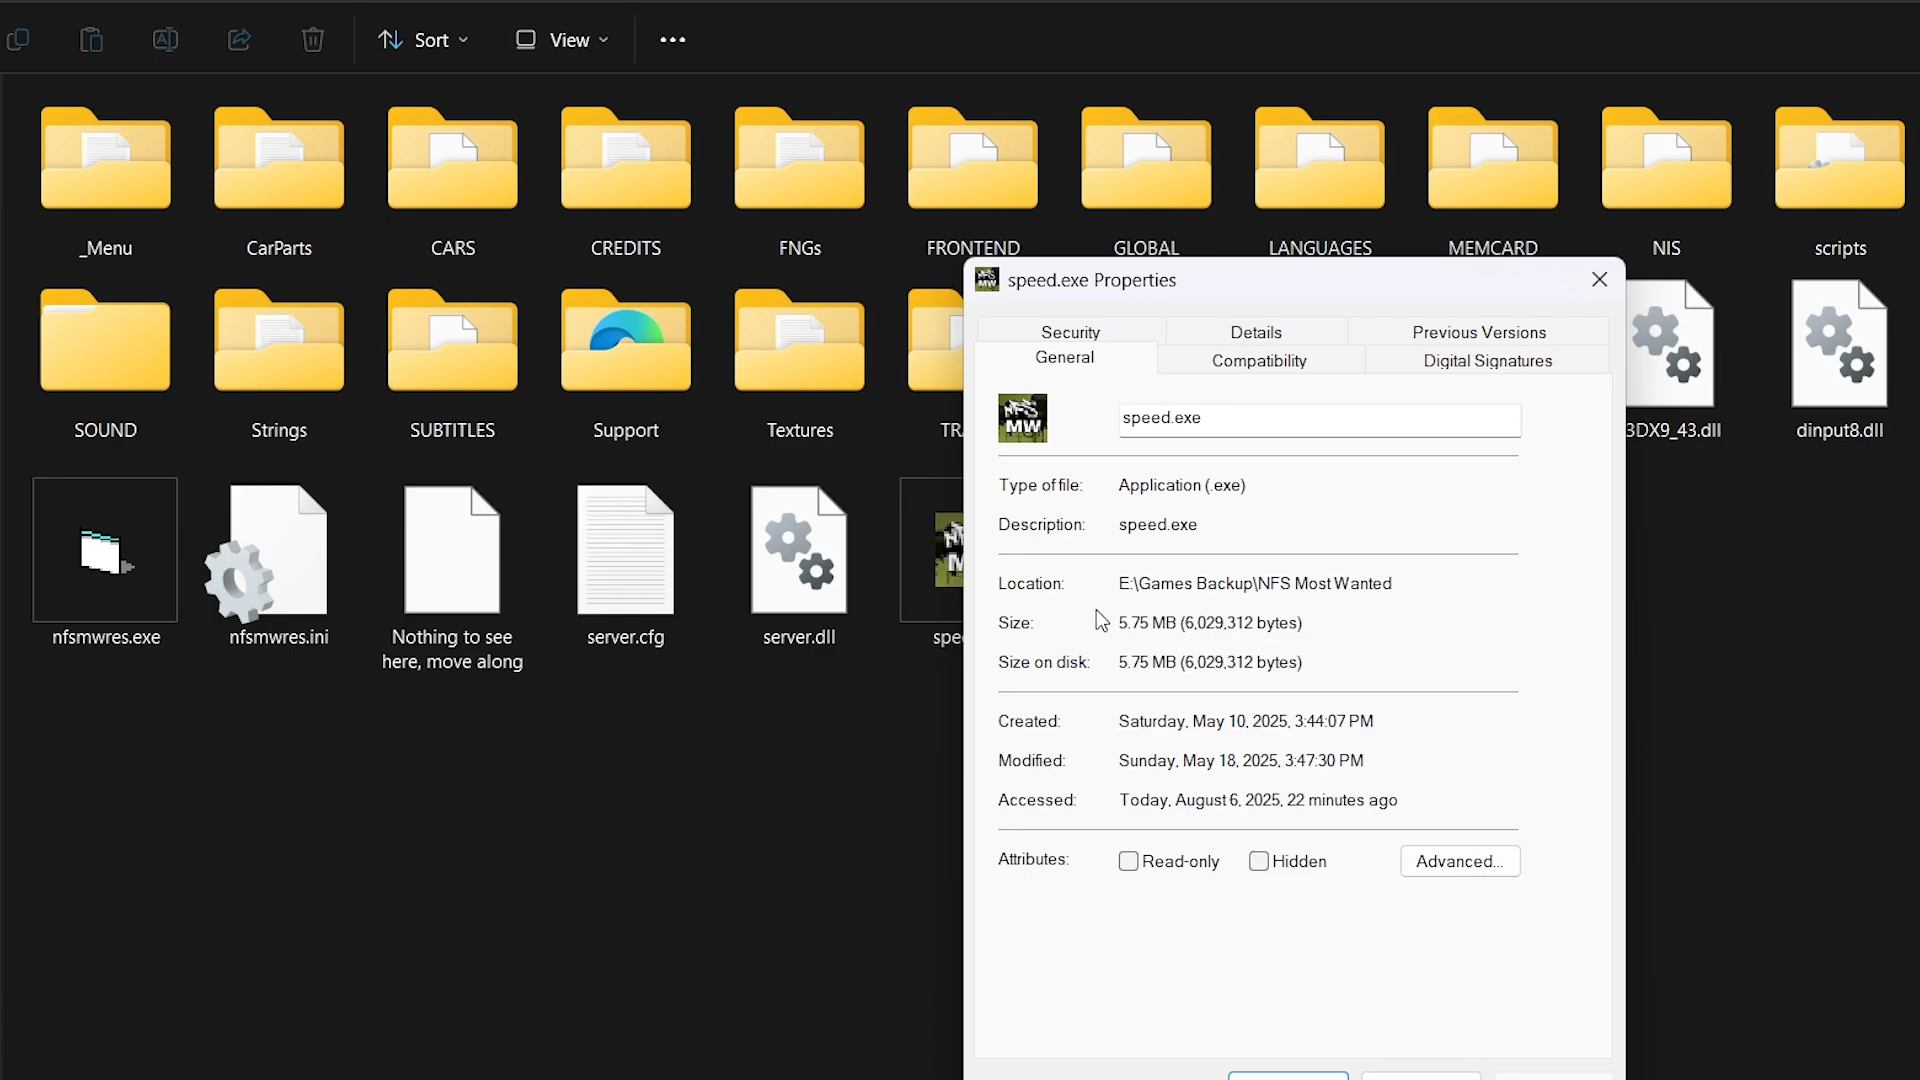 Sort
View
_Menu
CarParts
CARS
CREDITS
FNGs
FRONTEND
GLOBAL
LANGUAGES
MEMCARD
NIS
scripts
speed.exe Properties
Security
Details
Previous Versions
General
Compatibility
Digital Signatures
NFS
MW
speed.exe
SOUND
Strings
SUBTITLES
Support
Textures
TRA
3DX9_43.dll
dinput8.dll
Type of file:
Application (.exe)
Description:
speed.exe
Location:
E:\Games Backup\NFS Most Wanted
Size:
5.75 MB (6,029,312 bytes)
Size on disk:
5.75 MB (6,029,312 bytes)
nfsmwres.exe
nfsmwres.ini
Nothing to see
here, move along
server.cfg
server.dll
spee
Created:
Saturday, May 10, 2025, 3:44:07 PM
Modified:
Sunday, May 18, 2025, 3:47:30 PM
Accessed:
Today, August 6, 2025, 22 minutes ago
Attributes:
Read-only
Hidden
Advanced...